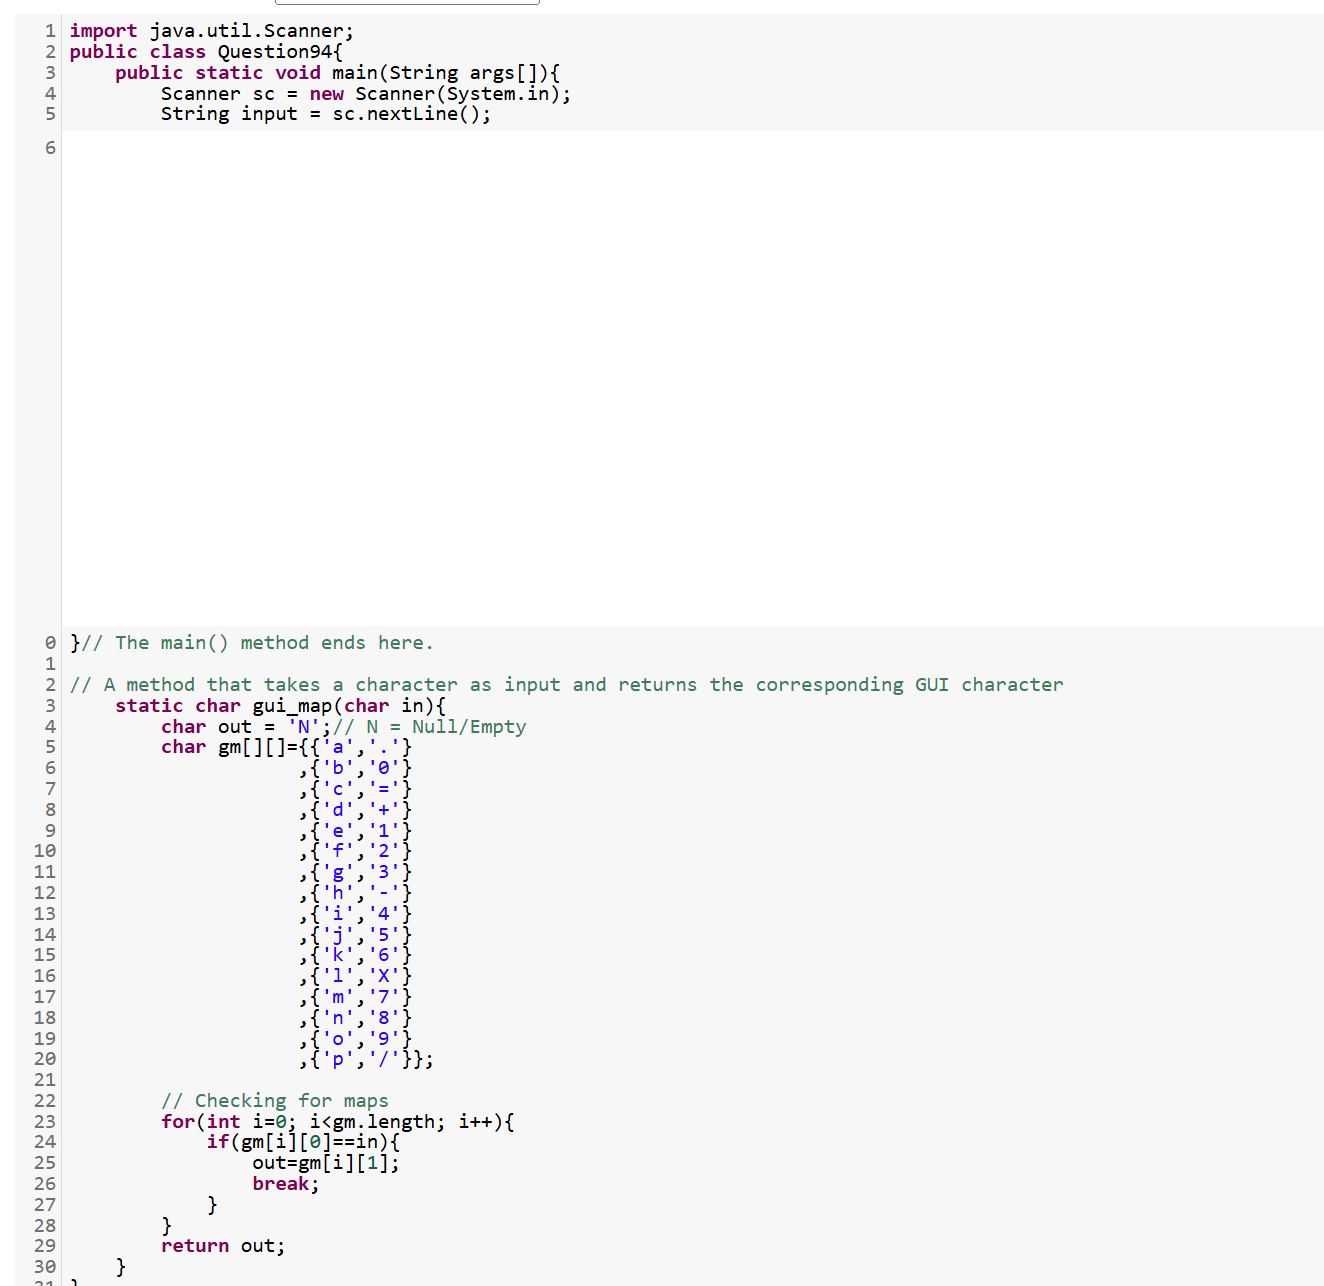 1 import java.util.Scanner;
2 public class Question94{
3     public static void main(String args[]){
4         Scanner sc = new Scanner(System.in);
5         String input = sc.nextLine();
6
0 }// The main() method ends here.
1
2 // A method that takes a character as input and returns the corresponding GUI character
3     static char gui_map(char in){
4         char out = 'N';// N = Null/Empty
5         char gm[][]={{'a','.'}
6                     ,{'b','0'}
7                     ,{'c','='}
8                     ,{'d','+'}
9                     ,{'e','1'}
10                     ,{'f','2'}
11                     ,{'g','3'}
12                     ,{'h','-'}
13                     ,{'i','4'}
14                     ,{'j','5'}
15                     ,{'k','6'}
16                     ,{'l','X'}
17                     ,{'m','7'}
18                     ,{'n','8'}
19                     ,{'o','9'}
20                     ,{'p','/'}};
21
22         // Checking for maps
23         for(int i=0; i<gm.length; i++){
24             if(gm[i][0]==in){
25                 out=gm[i][1];
26                 break;
27             }
28         }
29         return out;
30     }